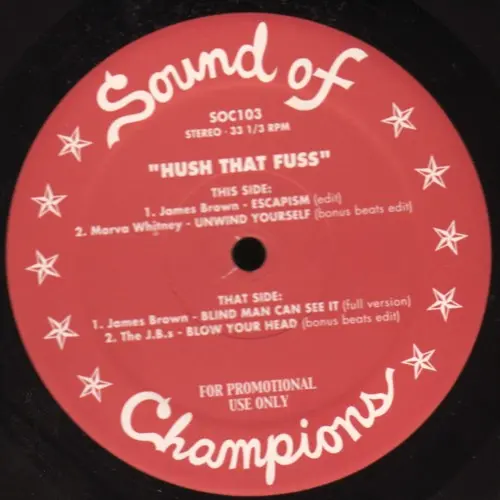 Sound of
SOC103
STEREO - 33 1/3 RPM
"HUSH THAT FUSS"
THIS SIDE:
1. James Brown - ESCAPISM (edit)
2. Marva Whitney - UNWIND YOURSELF (bonus beats edit)
THAT SIDE:
1. James Brown - BLIND MAN CAN SEE IT (full version)
2. The J.B.s - BLOW YOUR HEAD (bonus beats edit)
FOR PROMOTIONAL
USE ONLY
Champions